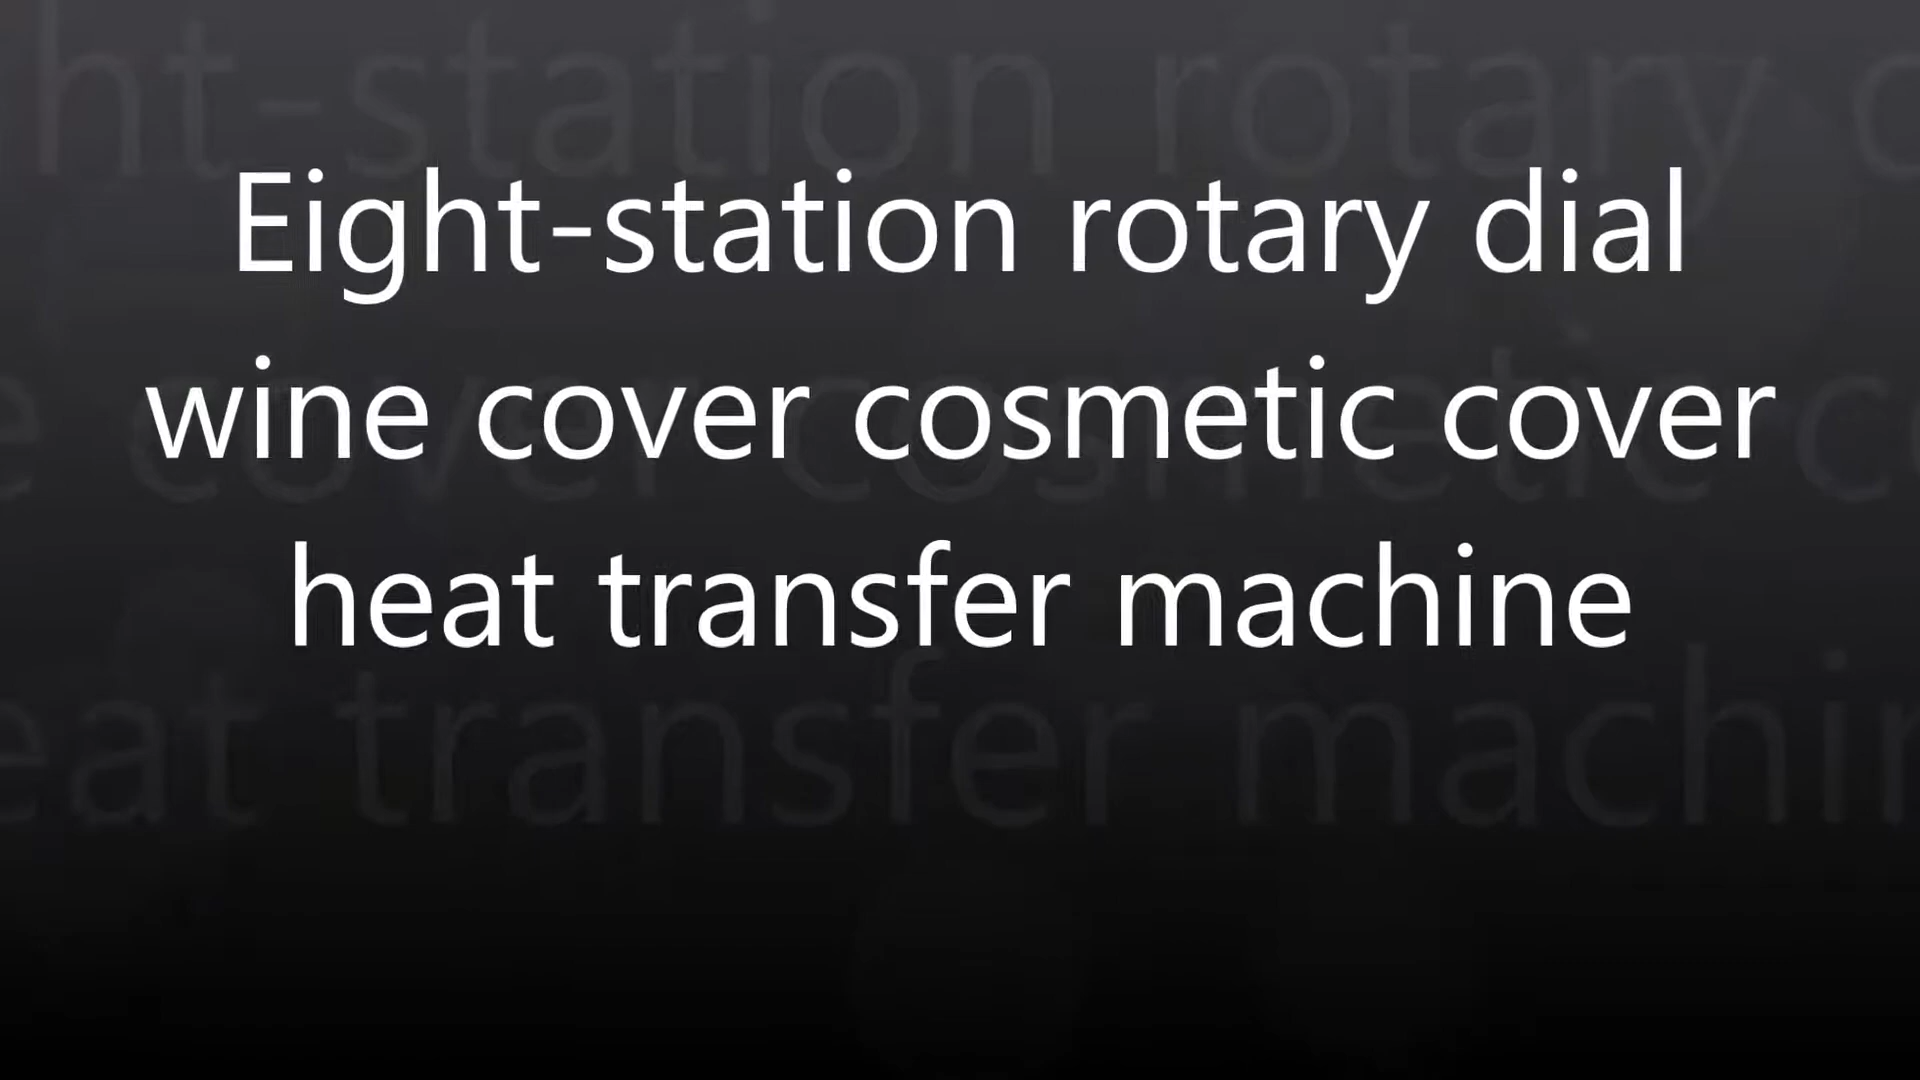 Eight-station rotary dial
wine cover cosmetic cover
heat transfer machine